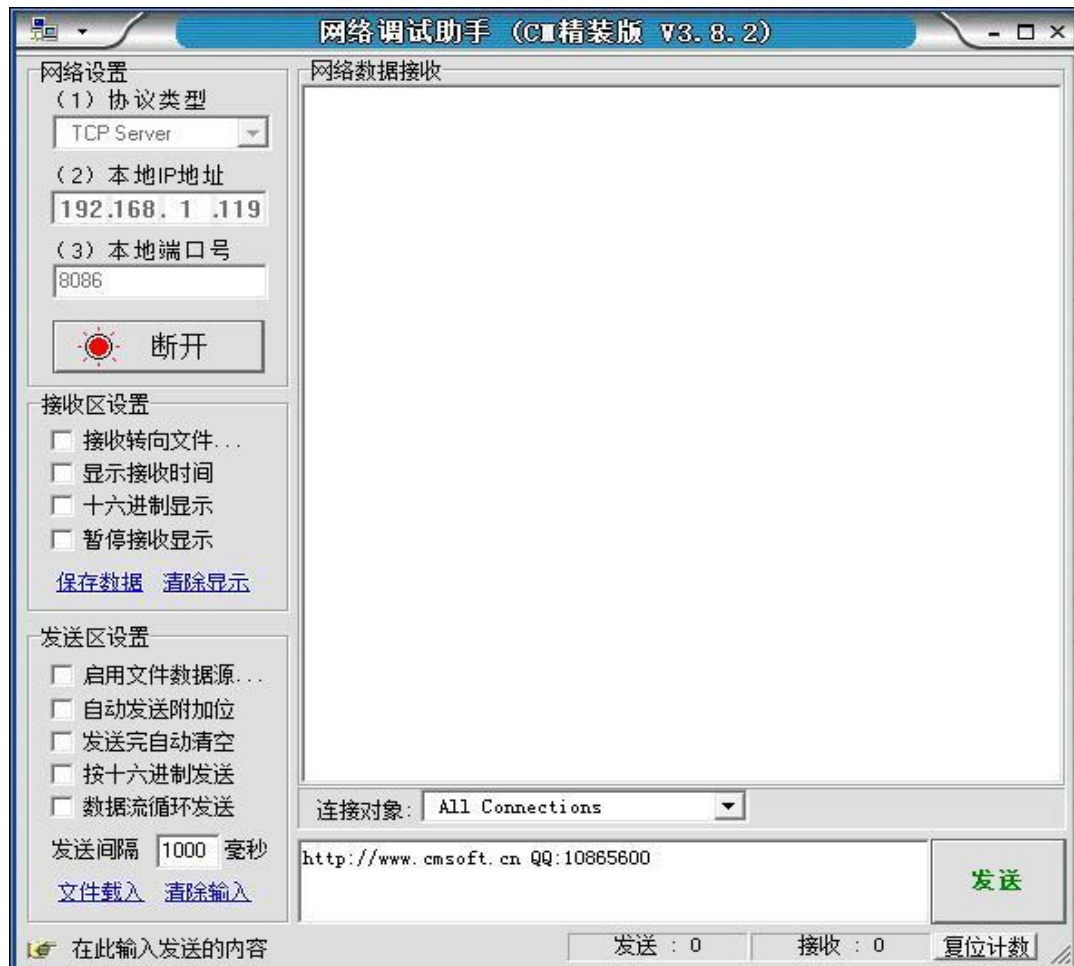 网络调试助手 (CM精装版 V3.8.2)
网络设置
(1) 协议类型
TCP Server
(2) 本地IP地址
192.168. 1 .119
(3) 本地端口号
8086
断开
接收区设置
接收转向文件...
显示接收时间
十六进制显示
暂停接收显示
保存数据 清除显示
发送区设置
启用文件数据源...
自动发送附加位
发送完自动清空
按十六进制发送
数据流循环发送
发送间隔 1000 毫秒
文件载入 清除输入
网络数据接收
连接对象: All Connections
http://www.cmsoft.cn QQ:10865600
发送
在此输入发送的内容
发送 : 0
接收 : 0
复位计数